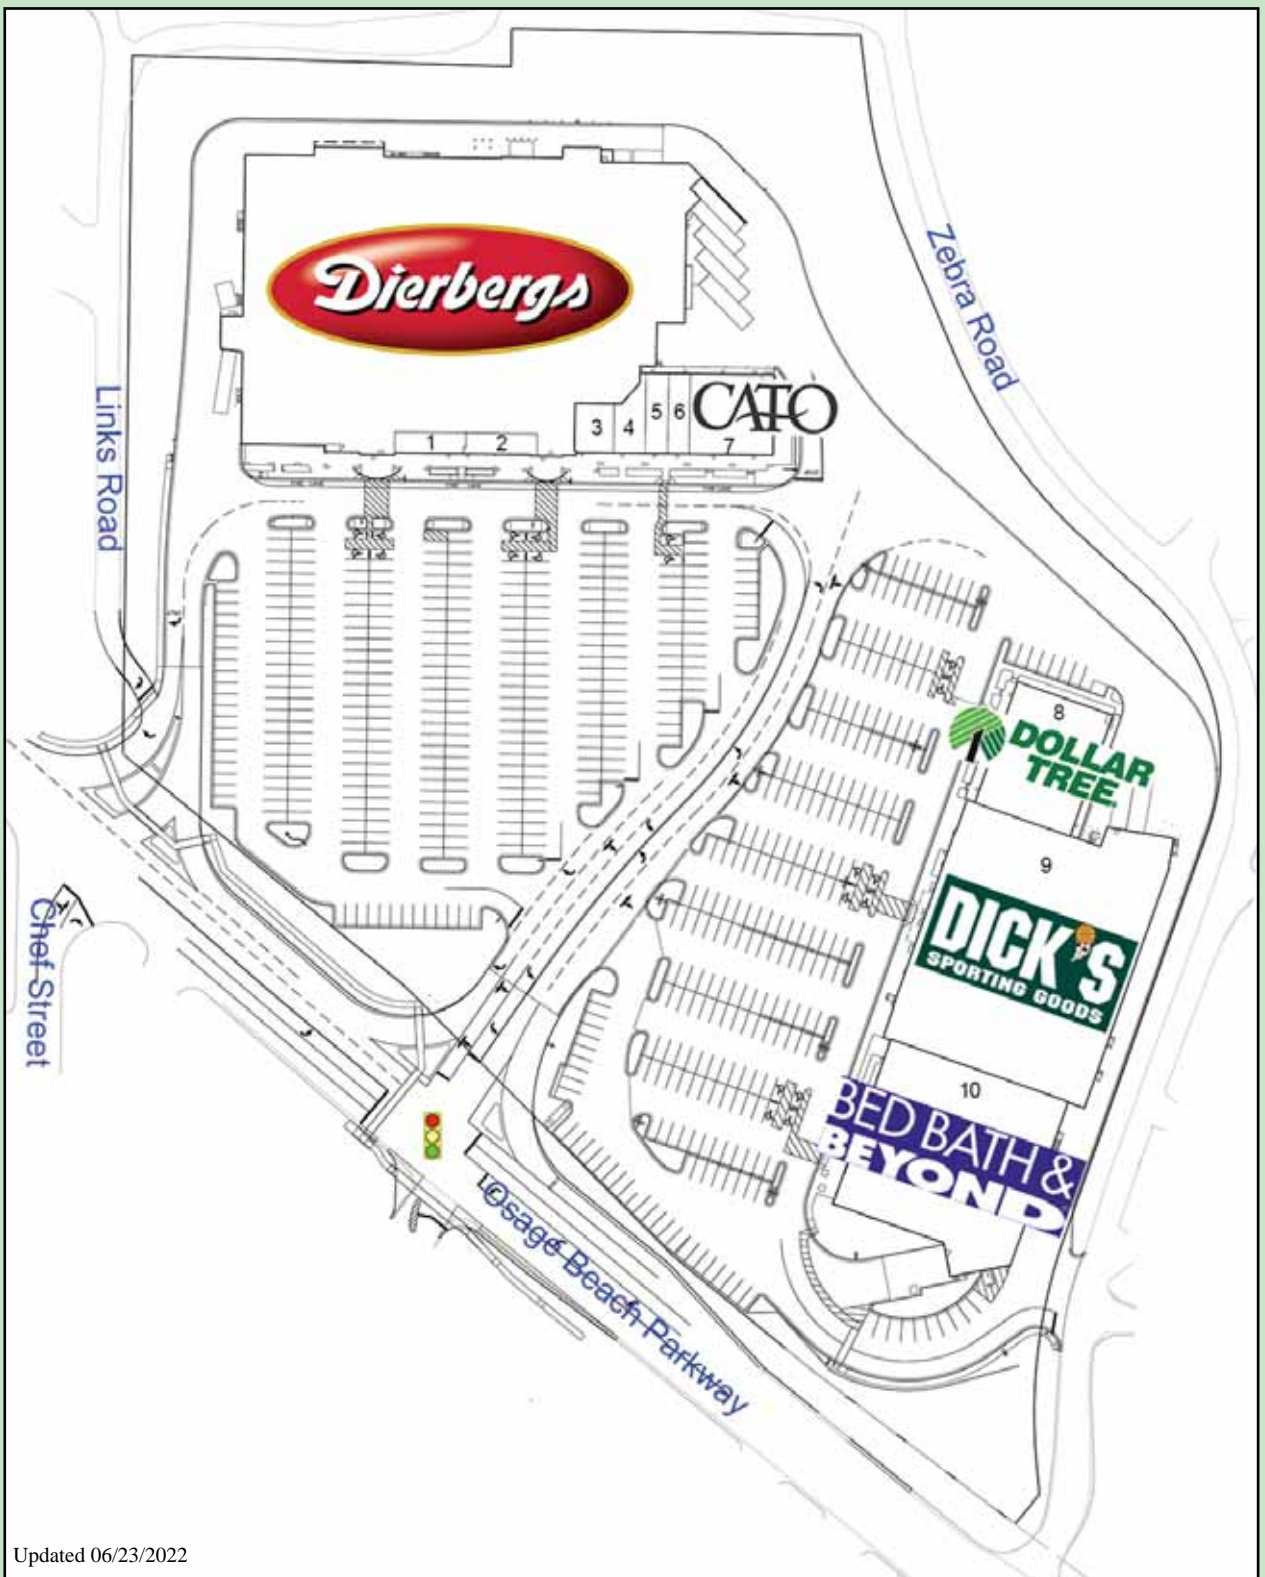 Dierbergs
Zebra Road
Links Road
CATO
1
2
3
4
5
6
7
8
DOLLAR
TREE
9
DICK'S
SPORTING GOODS
10
BED BATH &
BEYOND
Chef Street
Osage Beach Parkway
Updated 06/23/2022